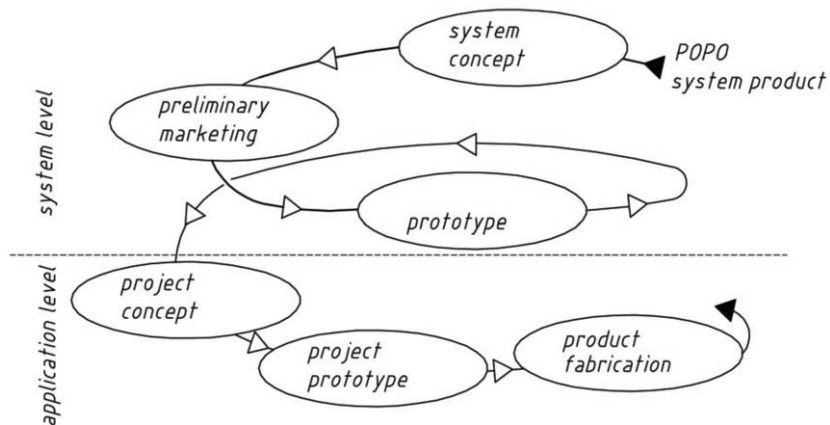 system
concept
POPO
system product
preliminary
marketing
system level
prototype
project
concept
application level
project
prototype
product
fabrication